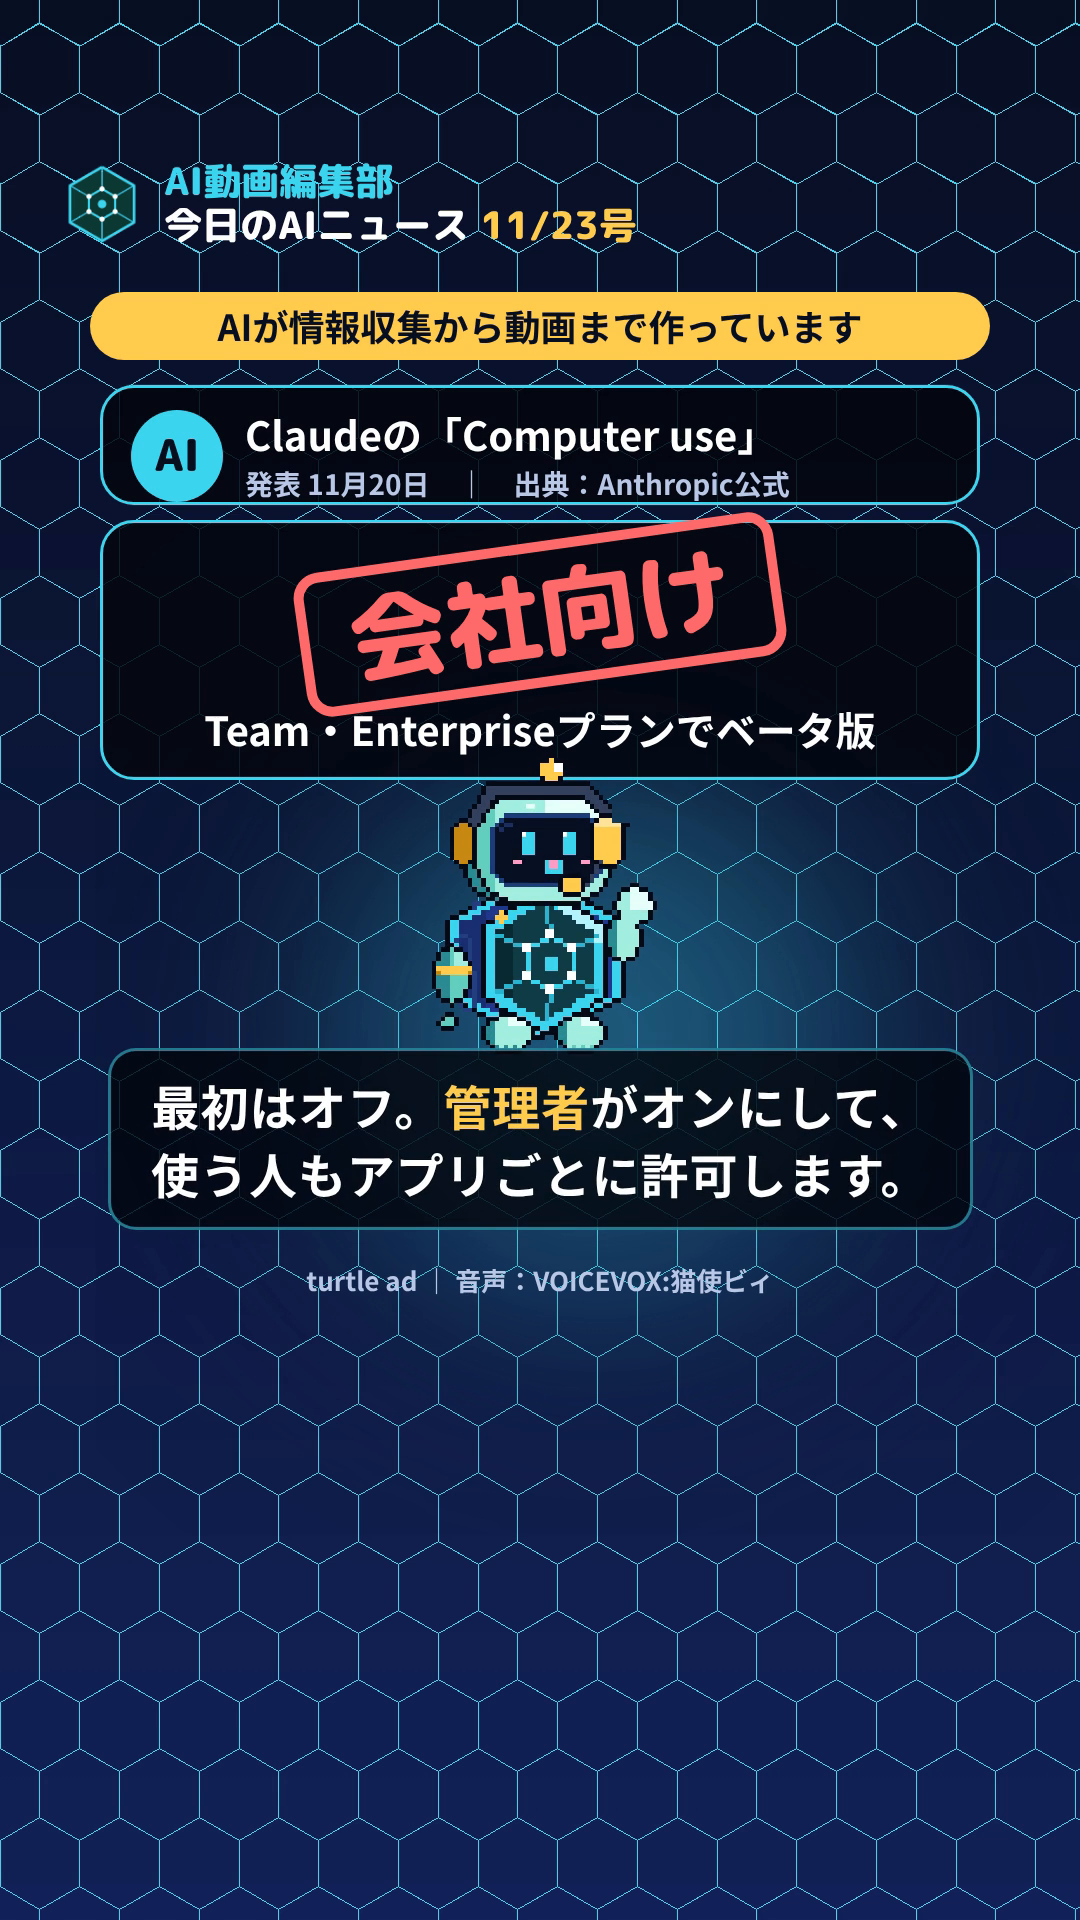 AI動画編集部
今日のAIニュース 11/23号
AIが情報収集から動画まで作っています
AI
Claudeの「Computer use」
発表 11月20日 ｜ 出典：Anthropic公式
会社向け
Team・Enterpriseプランでベータ版
最初はオフ。管理者がオンにして、
使う人もアプリごとに許可します。
turtle ad ｜ 音声：VOICEVOX:猫使ビィ